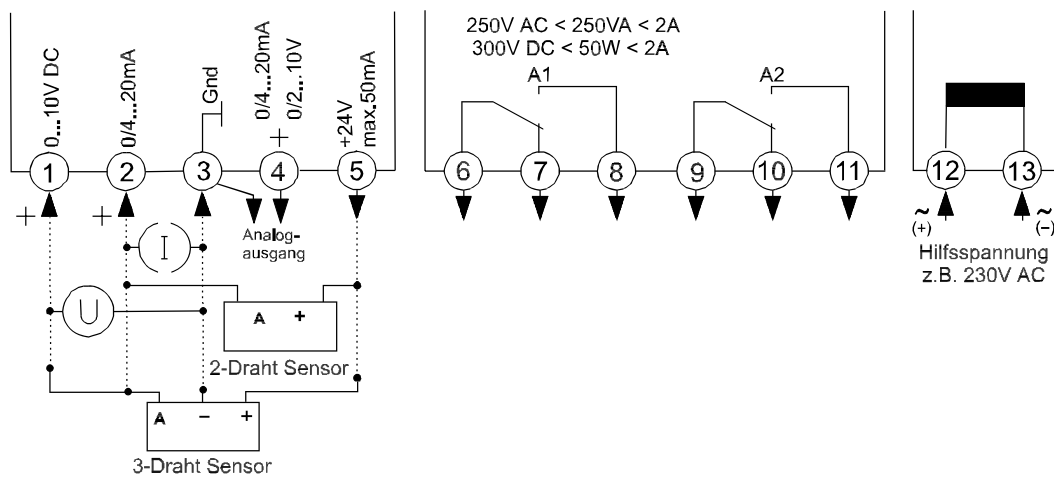 250V AC < 250VA < 2A
300V DC < 50W < 2A
0...10V DC
0/4...20mA
Gnd
0/4...20mA
0/2...10V
+
+24V
max.50mA
A1
A2
1
2
3
4
5
6
7
8
9
10
11
12
13
+
+
Analog-
ausgang
I
U
A +
2-Draht Sensor
A − +
3-Draht Sensor
~
(+)
~
(−)
Hilfsspannung
z.B. 230V AC